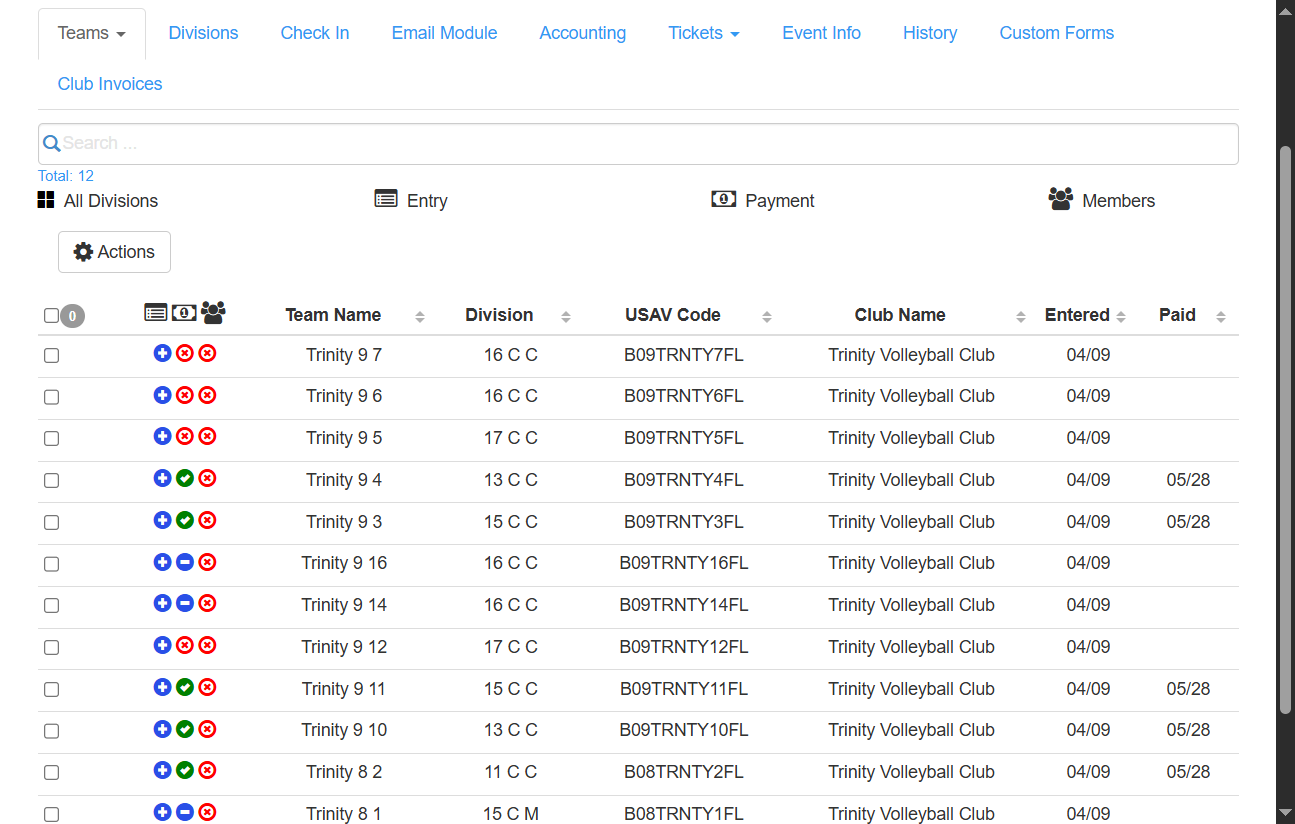 Teams Divisions Check In Email Module Accounting Tickets Event Info History Custom Forms
Club Invoices
Search ...
Total: 12
All Divisions Entry Payment Members
Actions
0 Team Name Division USAV Code Club Name Entered Paid
Trinity 9 7 16 C C B09TRNTY7FL Trinity Volleyball Club 04/09
Trinity 9 6 16 C C B09TRNTY6FL Trinity Volleyball Club 04/09
Trinity 9 5 17 C C B09TRNTY5FL Trinity Volleyball Club 04/09
Trinity 9 4 13 C C B09TRNTY4FL Trinity Volleyball Club 04/09 05/28
Trinity 9 3 15 C C B09TRNTY3FL Trinity Volleyball Club 04/09 05/28
Trinity 9 16 16 C C B09TRNTY16FL Trinity Volleyball Club 04/09
Trinity 9 14 16 C C B09TRNTY14FL Trinity Volleyball Club 04/09
Trinity 9 12 17 C C B09TRNTY12FL Trinity Volleyball Club 04/09
Trinity 9 11 15 C C B09TRNTY11FL Trinity Volleyball Club 04/09 05/28
Trinity 9 10 13 C C B09TRNTY10FL Trinity Volleyball Club 04/09 05/28
Trinity 8 2 11 C C B08TRNTY2FL Trinity Volleyball Club 04/09 05/28
Trinity 8 1 15 C M B08TRNTY1FL Trinity Volleyball Club 04/09